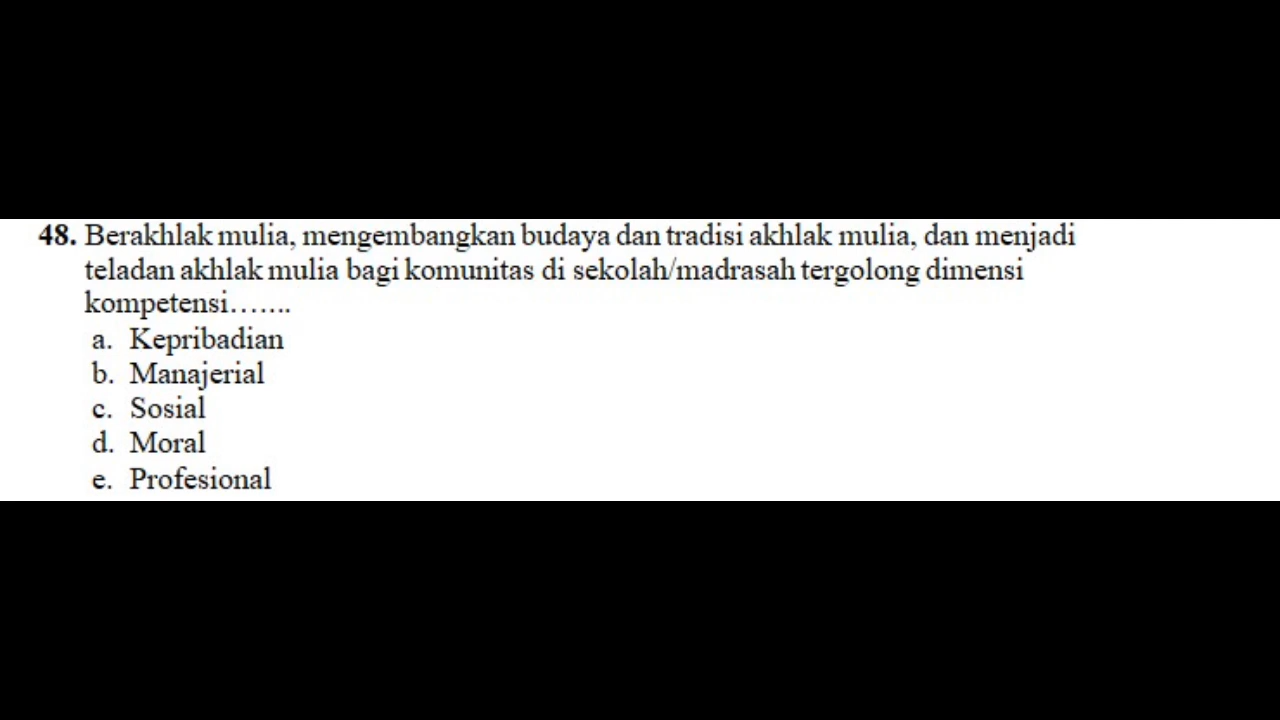 48. Berakhlak mulia, mengembangkan budaya dan tradisi akhlak mulia, dan menjadi
teladan akhlak mulia bagi komunitas di sekolah/madrasah tergolong dimensi
kompetensi.......
a. Kepribadian
b. Manajerial
c. Sosial
d. Moral
e. Profesional